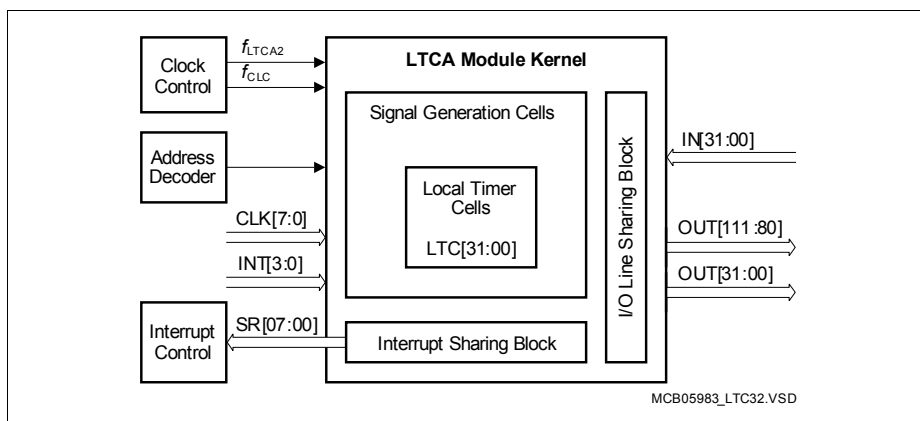 Clock
Control
fLTCA2
fCLC
LTCA Module Kernel
Signal Generation Cells
Address
Decoder
Local Timer
Cells
LTC[31:00]
CLK[7:0]
INT[3:0]
I/O Line Sharing Block
IN[31:00]
OUT[111:80]
OUT[31:00]
Interrupt
Control
SR[07:00]
Interrupt Sharing Block
MCB05983_LTC32.VSD